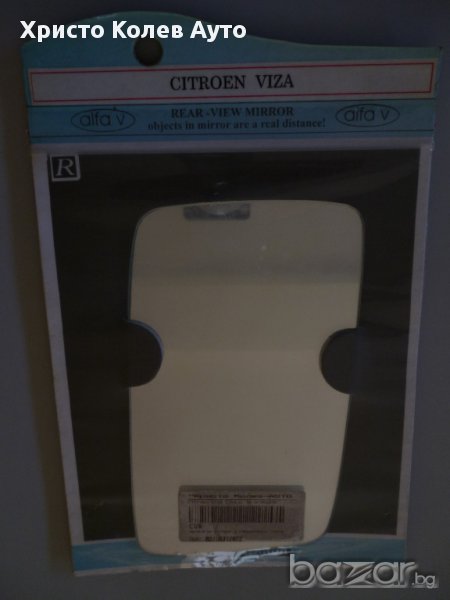 Христо Колев Ауто
CITROEN VIZA
alfa v
REAR-VIEW MIRROR
objects in mirror are a real distance!
alfa v
R
bazar.bg